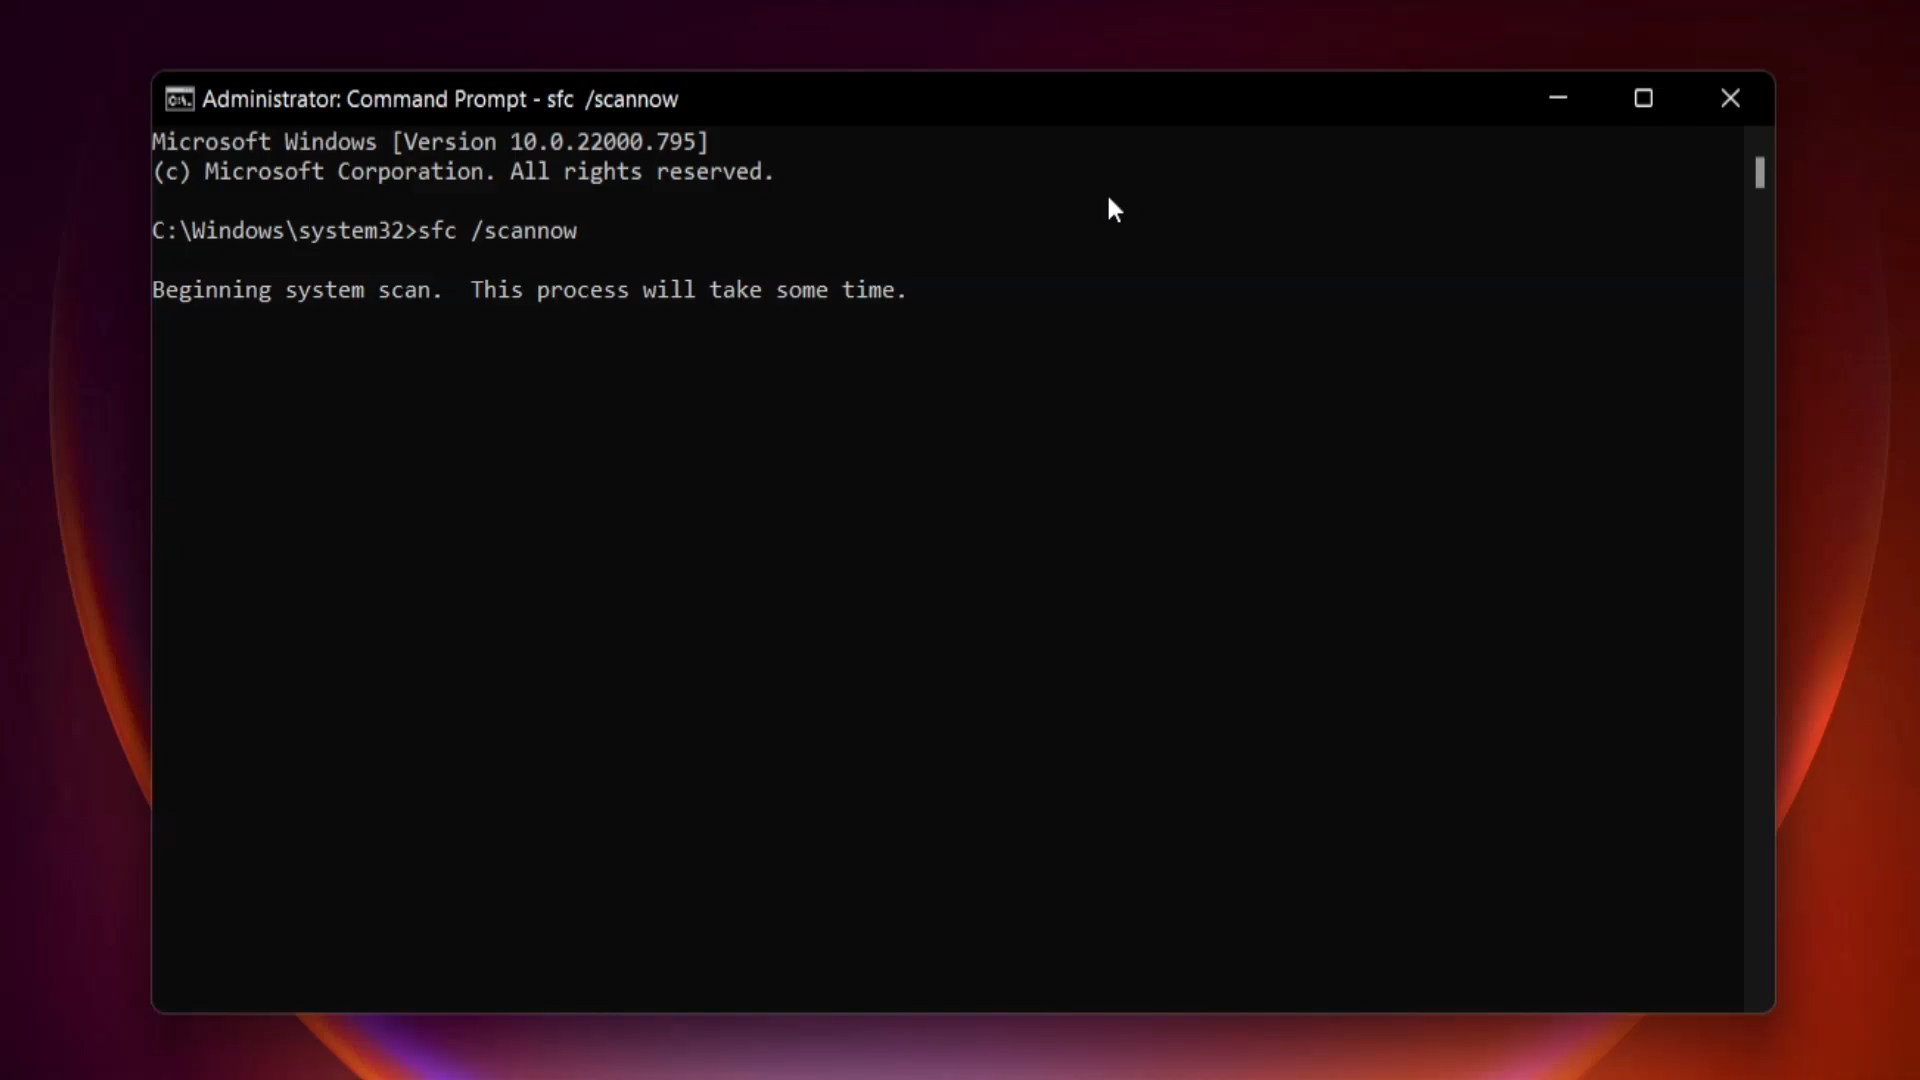 Administrator: Command Prompt - sfc  /scannow
Microsoft Windows [Version 10.0.22000.795]
(c) Microsoft Corporation. All rights reserved.
C:\Windows\system32>sfc /scannow
Beginning system scan.  This process will take some time.